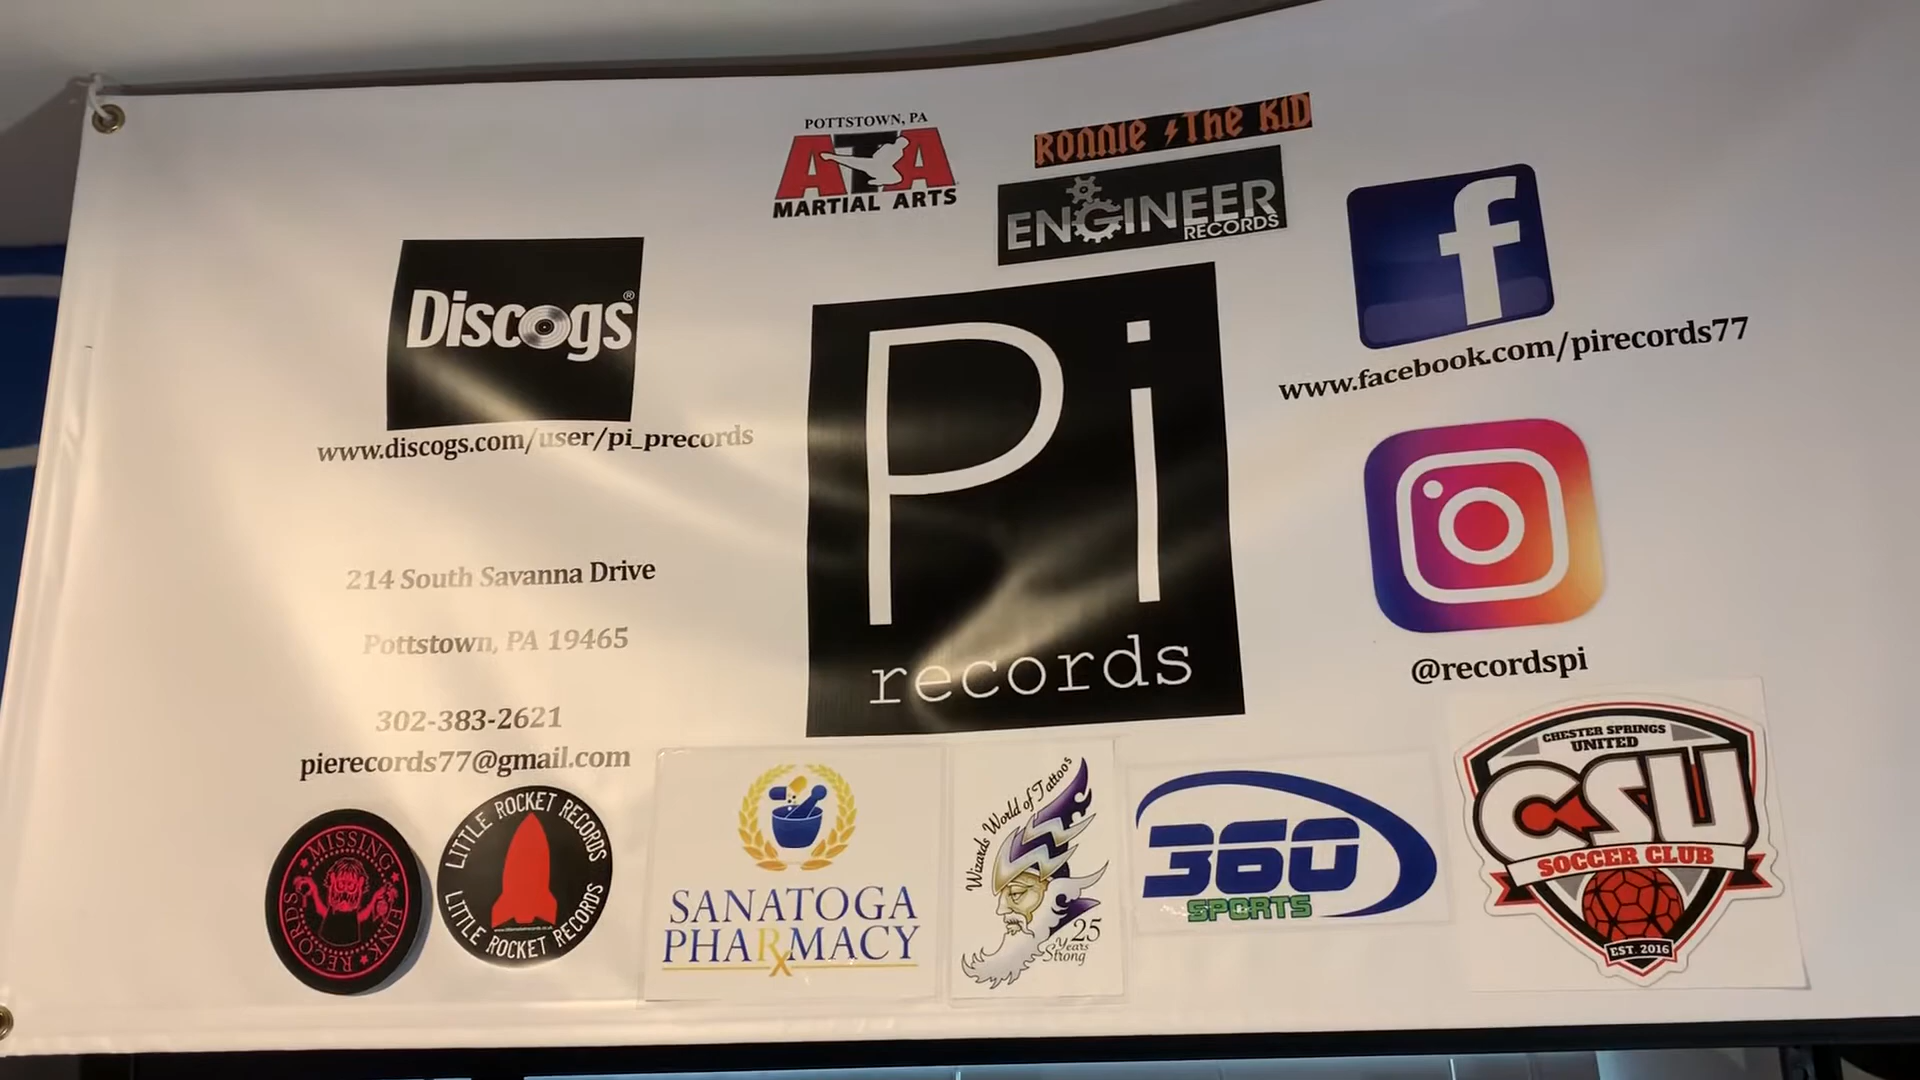 POTTSTOWN, PA
ATA
MARTIAL ARTS
RONNIE THE KID
ENGINEER
RECORDS
f
Discogs®
www.discogs.com/user/pi_precords
Pi
records
www.facebook.com/pirecords77
@recordspi
214 South Savanna Drive
Pottstown, PA 19465
302-383-2621
pierecords77@gmail.com
MISSING
FINK
RECORDS
LITTLE ROCKET RECORDS
LITTLE ROCKET RECORDS
SANATOGA
PHARMACY
Wizards World of Tattoos
25
Years
Strong
360
SPORTS
CHESTER SPRINGS
UNITED
CSU
SOCCER CLUB
EST. 2016